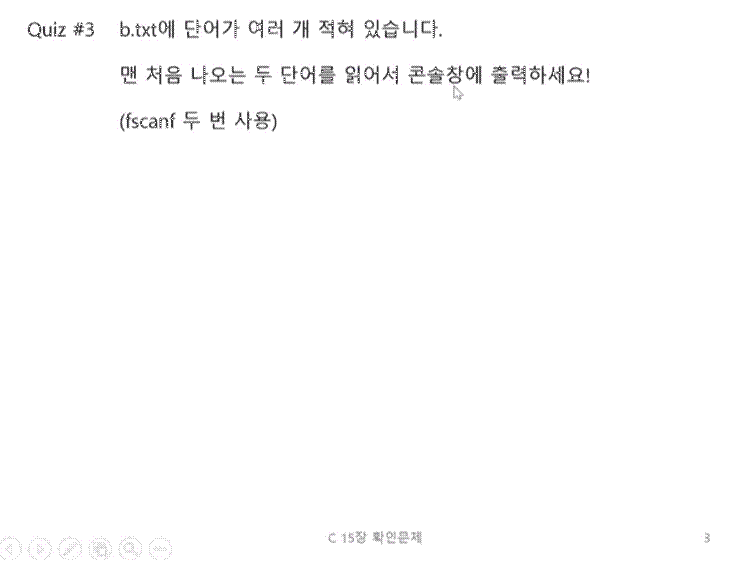 Quiz #3 b.txt에 단어가 여러 개 적혀 있습니다.
맨 처음 나오는 두 단어를 읽어서 콘솔창에 출력하세요!
(fscanf 두 번 사용)
C 15장 확인문제
3